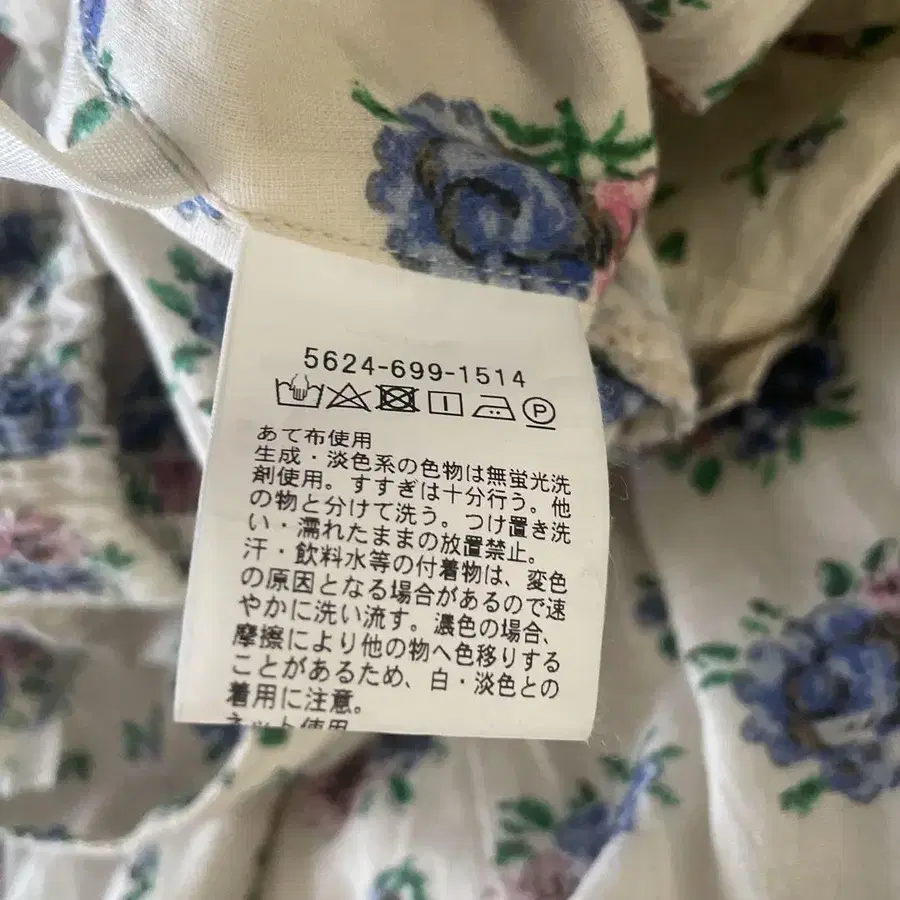 5624-699-1514
P
あて布使用
生成・淡色系の色物は無蛍光洗
剤使用。すすぎは十分行う。他
の物と分けて洗う。つけ置き洗
い・濡れたままの放置禁止。
汗・飲料水等の付着物は、変色
の原因となる場合があるので速
やかに洗い流す。濃色の場合、
摩擦により他の物へ色移りする
ことがあるため、白・淡色との
着用に注意。
ネット使用